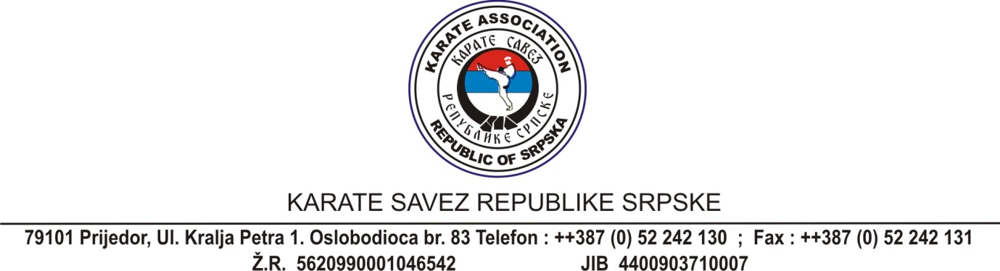 KARATE ASSOCIATION
КАРАТЕ САВЕЗ
РЕПУБЛИКЕ СРПСКЕ
REPUBLIC OF SRPSKA
KARATE SAVEZ REPUBLIKE SRPSKE
79101 Prijedor, Ul. Kralja Petra 1. Oslobodioca br. 83 Telefon : ++387 (0) 52 242 130 ; Fax : ++387 (0) 52 242 131
Ž.R. 5620990001046542 JIB 4400903710007